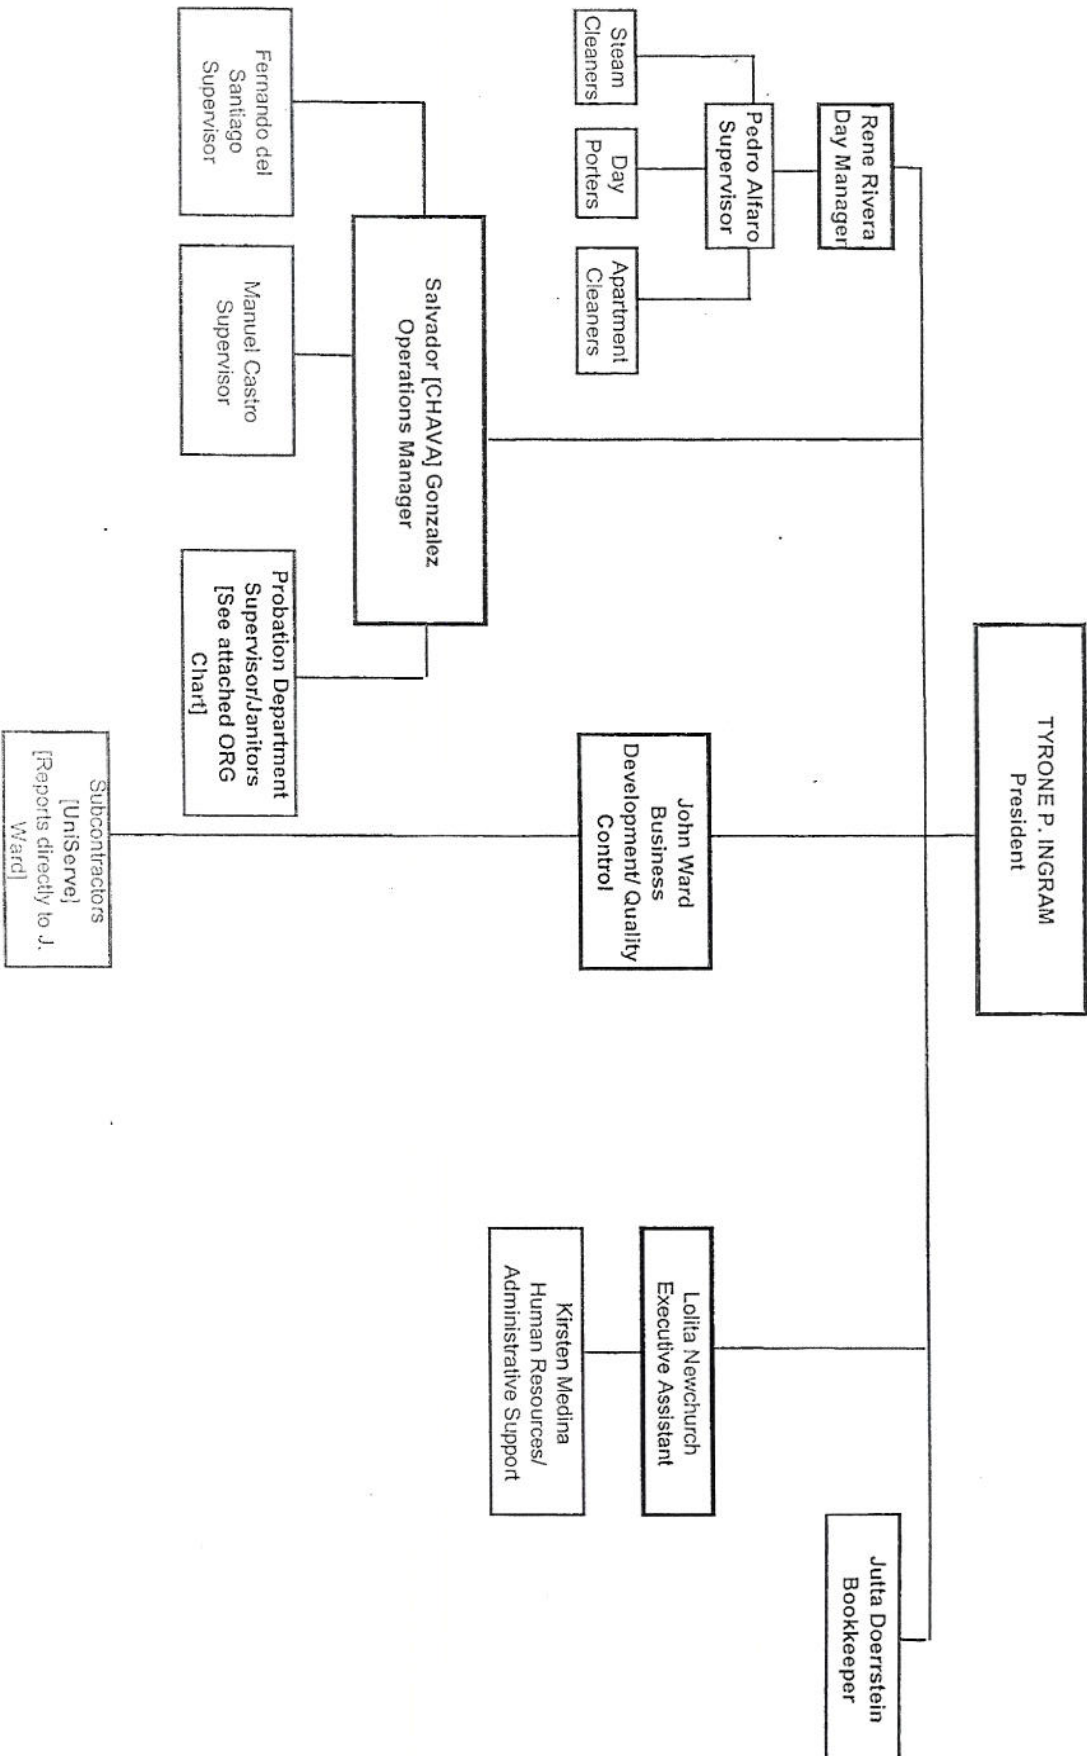 TYRONE P. INGRAM
President
Rene Rivera
Day Manager
Pedro Alfaro
Supervisor
Steam
Cleaners
Day
Porters
Apartment
Cleaners
Salvador [CHAVA] Gonzalez
Operations Manager
Fernando del
Santiago
Supervisor
Manuel Castro
Supervisor
Probation Department
Supervisor/Janitors
[See attached ORG
Chart]
John Ward
Business
Development/ Quality
Control
Subcontractors
[UniServe]
[Reports directly to J.
Ward]
Lolita Newchurch
Executive Assistant
Kirsten Medina
Human Resources/
Administrative Support
Jutta Doerrstein
Bookkeeper